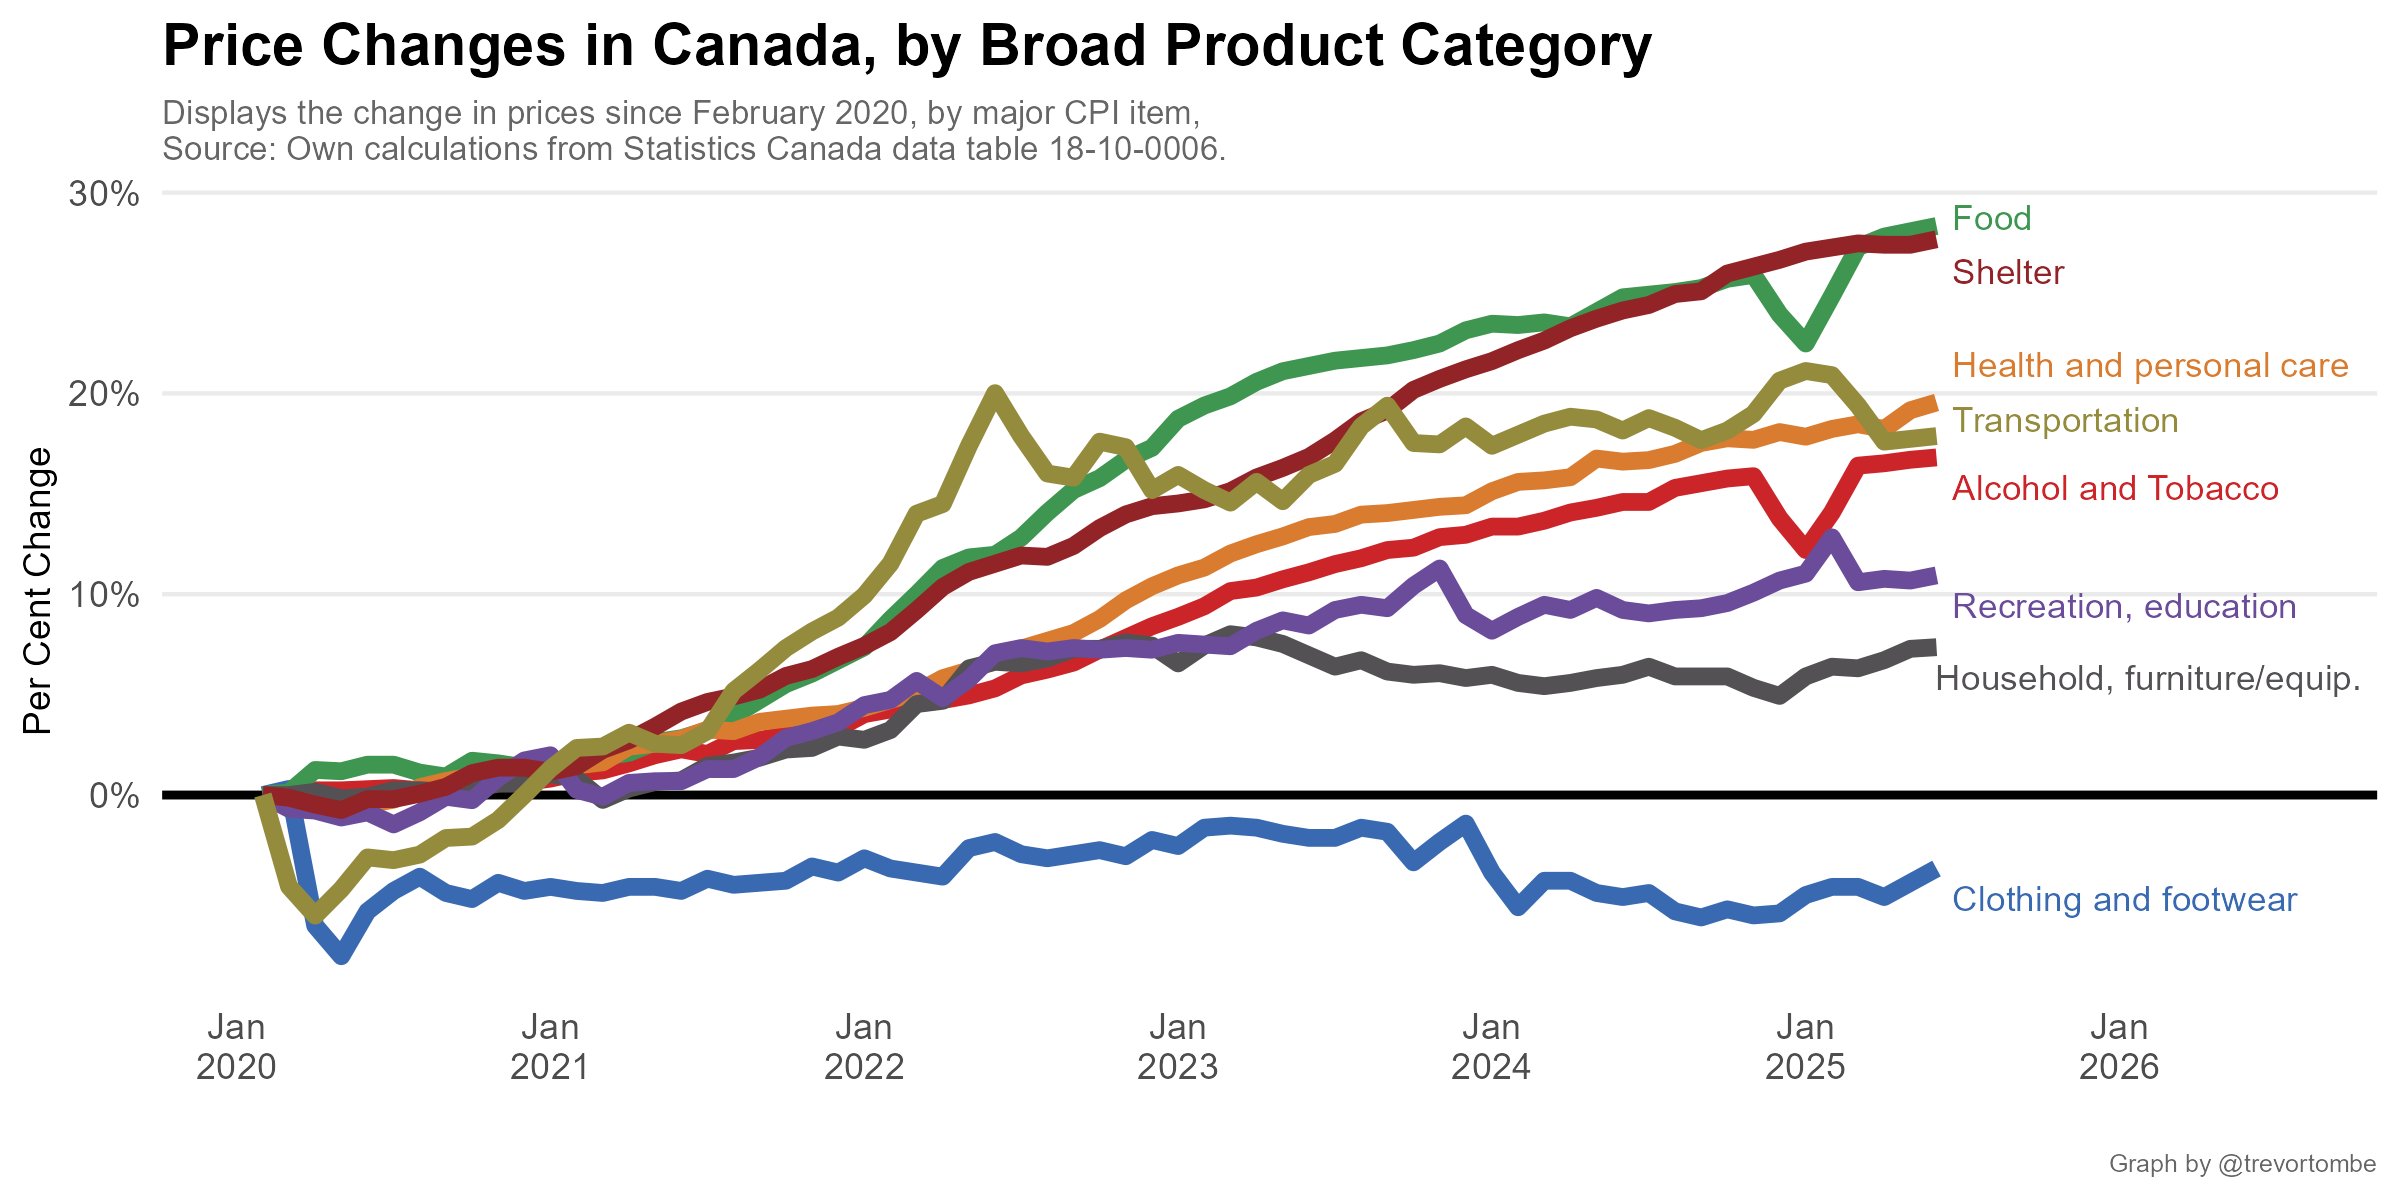 Price Changes in Canada, by Broad Product Category
Displays the change in prices since February 2020, by major CPI item,
Source: Own calculations from Statistics Canada data table 18-10-0006.
Per Cent Change
30%
20%
10%
0%
Food
Shelter
Health and personal care
Transportation
Alcohol and Tobacco
Recreation, education
Household, furniture/equip.
Clothing and footwear
Jan
2020
Jan
2021
Jan
2022
Jan
2023
Jan
2024
Jan
2025
Jan
2026
Graph by @trevortombe